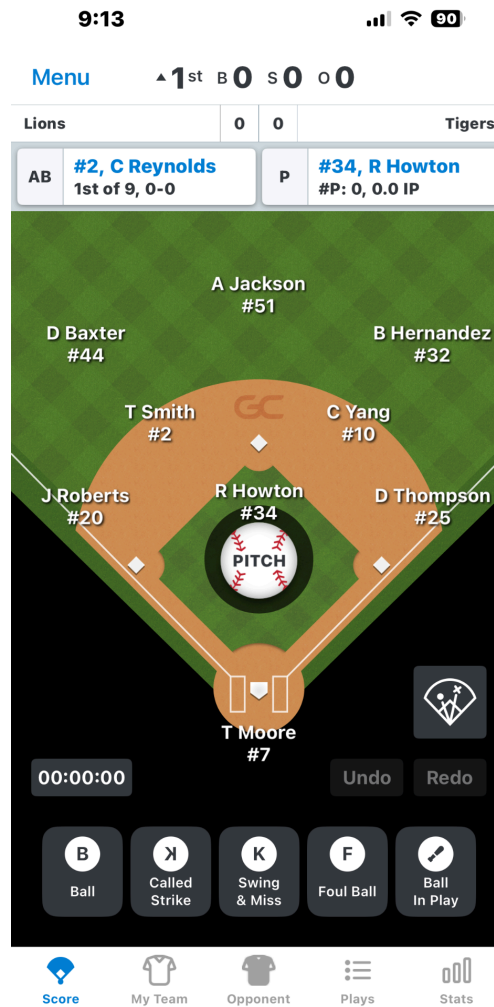 9:13
90
Menu
▲1st B 0 S 0 O 0
Lions 0 0 Tigers
AB #2, C Reynolds
1st of 9, 0-0
P #34, R Howton
#P: 0, 0.0 IP
A Jackson
#51
D Baxter
#44
B Hernandez
#32
GC
T Smith
#2
C Yang
#10
J Roberts
#20
R Howton
#34
D Thompson
#25
PITCH
T Moore
#7
00:00:00
Undo
Redo
B
Ball
ꓘ
Called
Strike
K
Swing
& Miss
F
Foul Ball
Ball
In Play
Score
My Team
Opponent
Plays
Stats